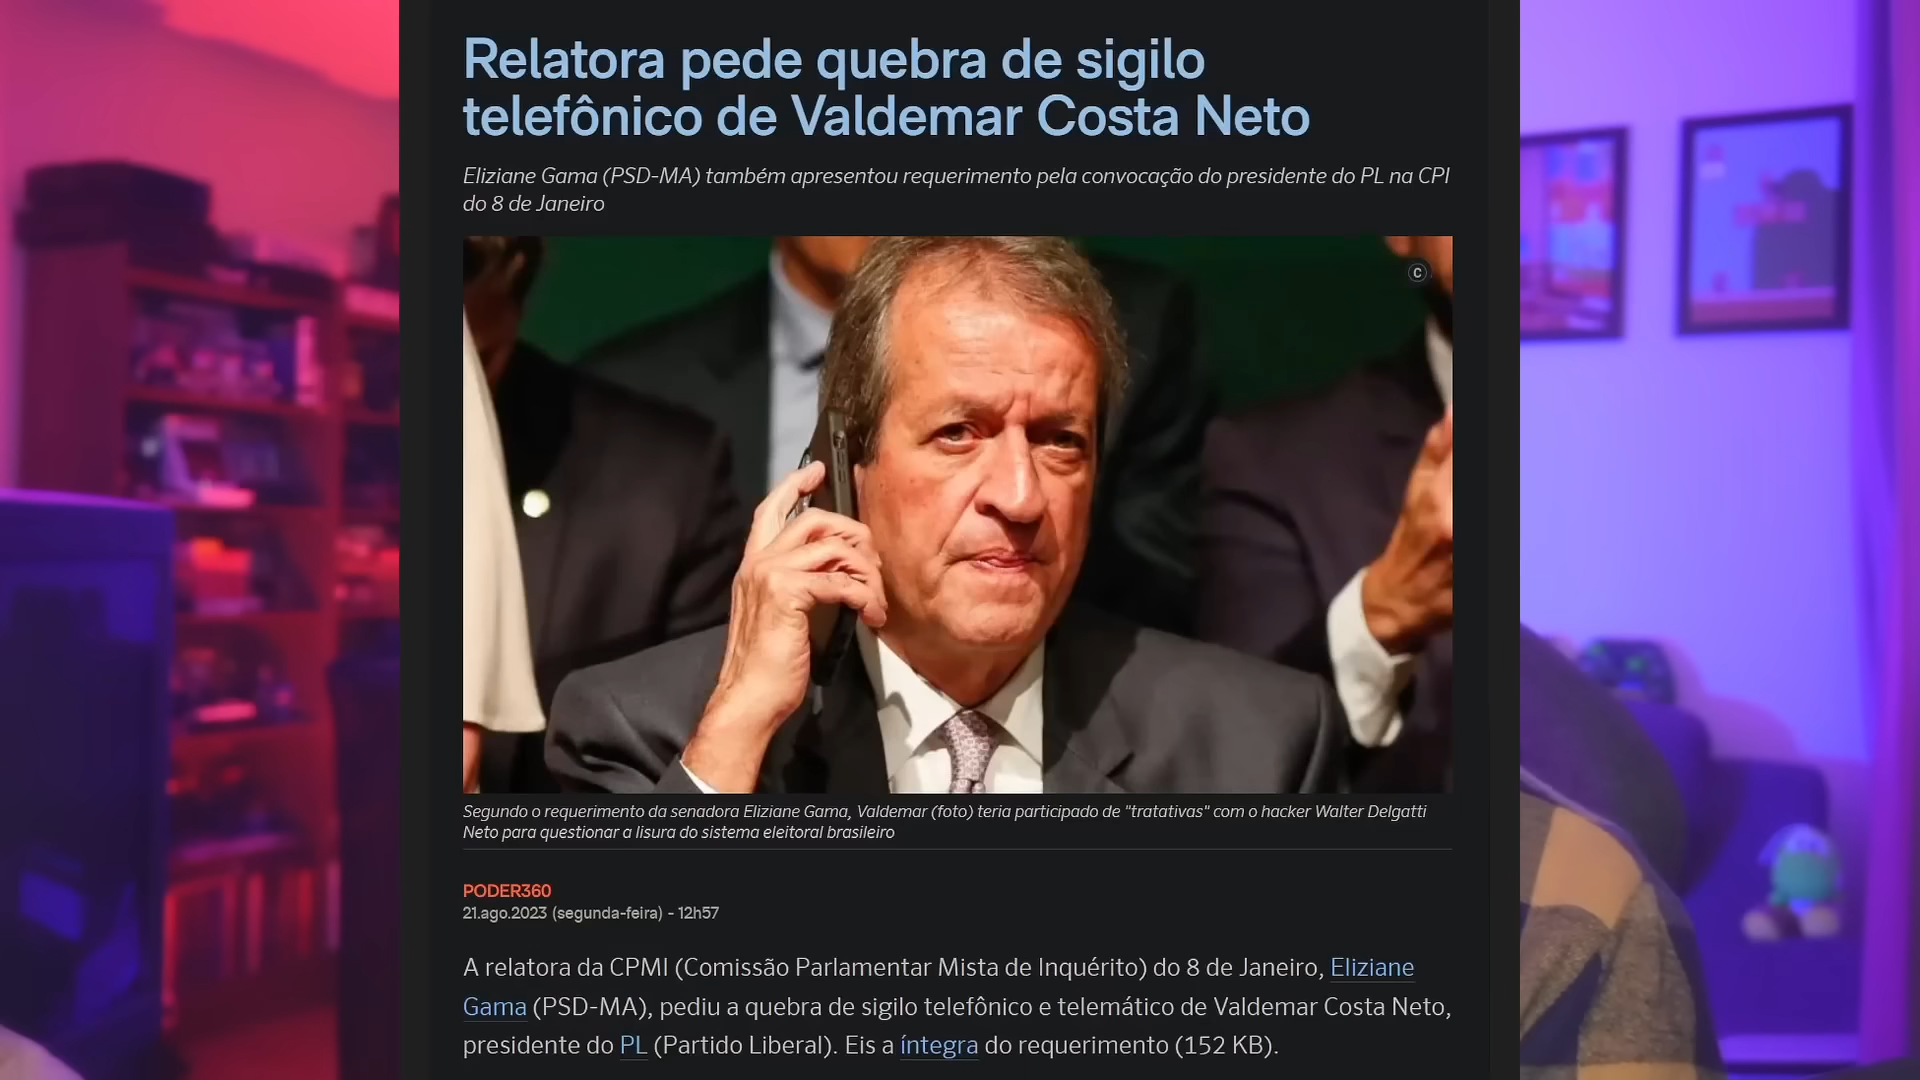 Relatora pede quebra de sigilo
telefônico de Valdemar Costa Neto
Eliziane Gama (PSD-MA) também apresentou requerimento pela convocação do presidente do PL na CPI
do 8 de Janeiro
C
Segundo o requerimento da senadora Eliziane Gama, Valdemar (foto) teria participado de "tratativas" com o hacker Walter Delgatti
Neto para questionar a lisura do sistema eleitoral brasileiro
PODER360
21.ago.2023 (segunda-feira) - 12h57
A relatora da CPMI (Comissão Parlamentar Mista de Inquérito) do 8 de Janeiro, Eliziane
Gama (PSD-MA), pediu a quebra de sigilo telefônico e telemático de Valdemar Costa Neto,
presidente do PL (Partido Liberal). Eis a íntegra do requerimento (152 KB).